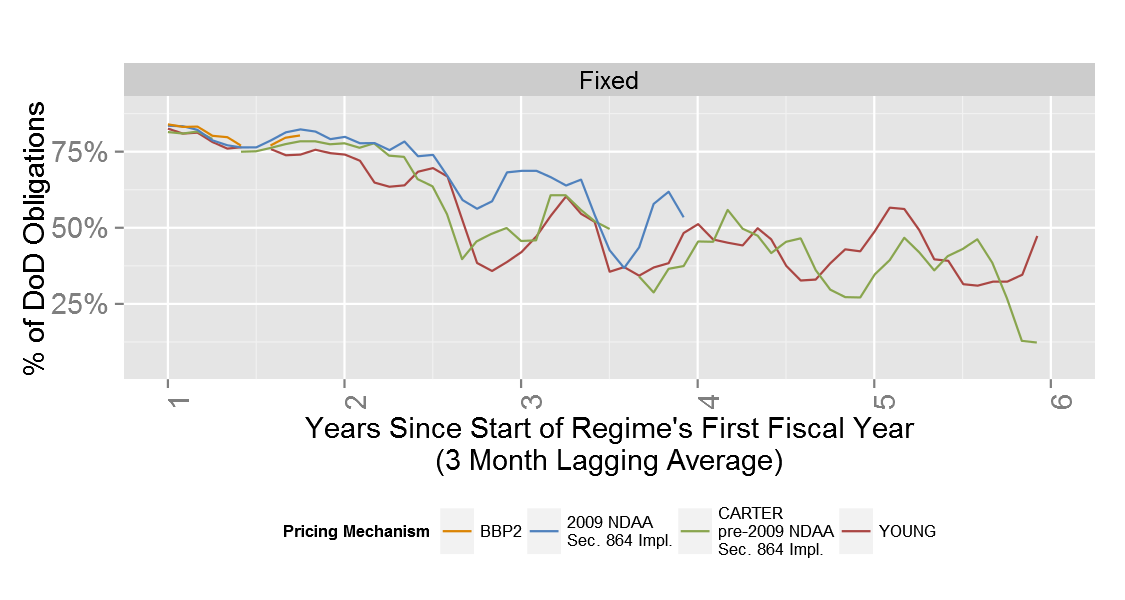 Fixed
% of DoD Obligations
75%
50%
25%
1
2
3
4
5
6
Years Since Start of Regime's First Fiscal Year
(3 Month Lagging Average)
Pricing Mechanism
BBP2
2009 NDAA
Sec. 864 Impl.
CARTER
pre-2009 NDAA
Sec. 864 Impl.
YOUNG